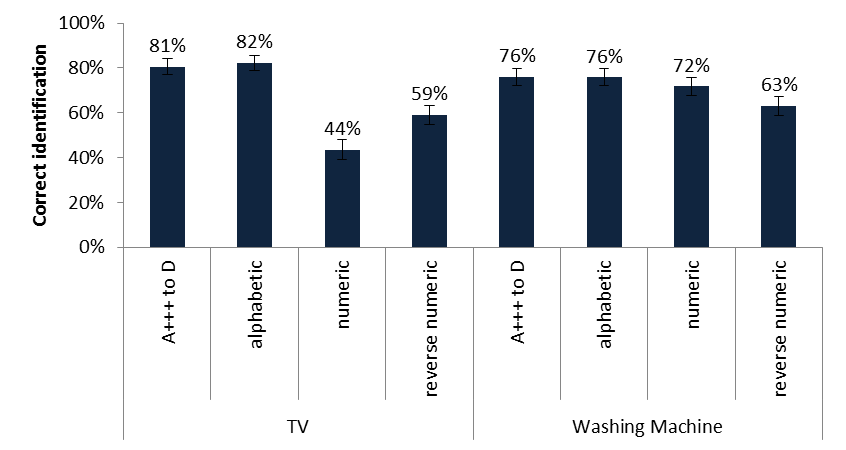 Correct identification
100%
80%
60%
40%
20%
0%
81%
82%
44%
59%
76%
76%
72%
63%
A+++ to D
alphabetic
numeric
reverse numeric
A+++ to D
alphabetic
numeric
reverse numeric
TV
Washing Machine